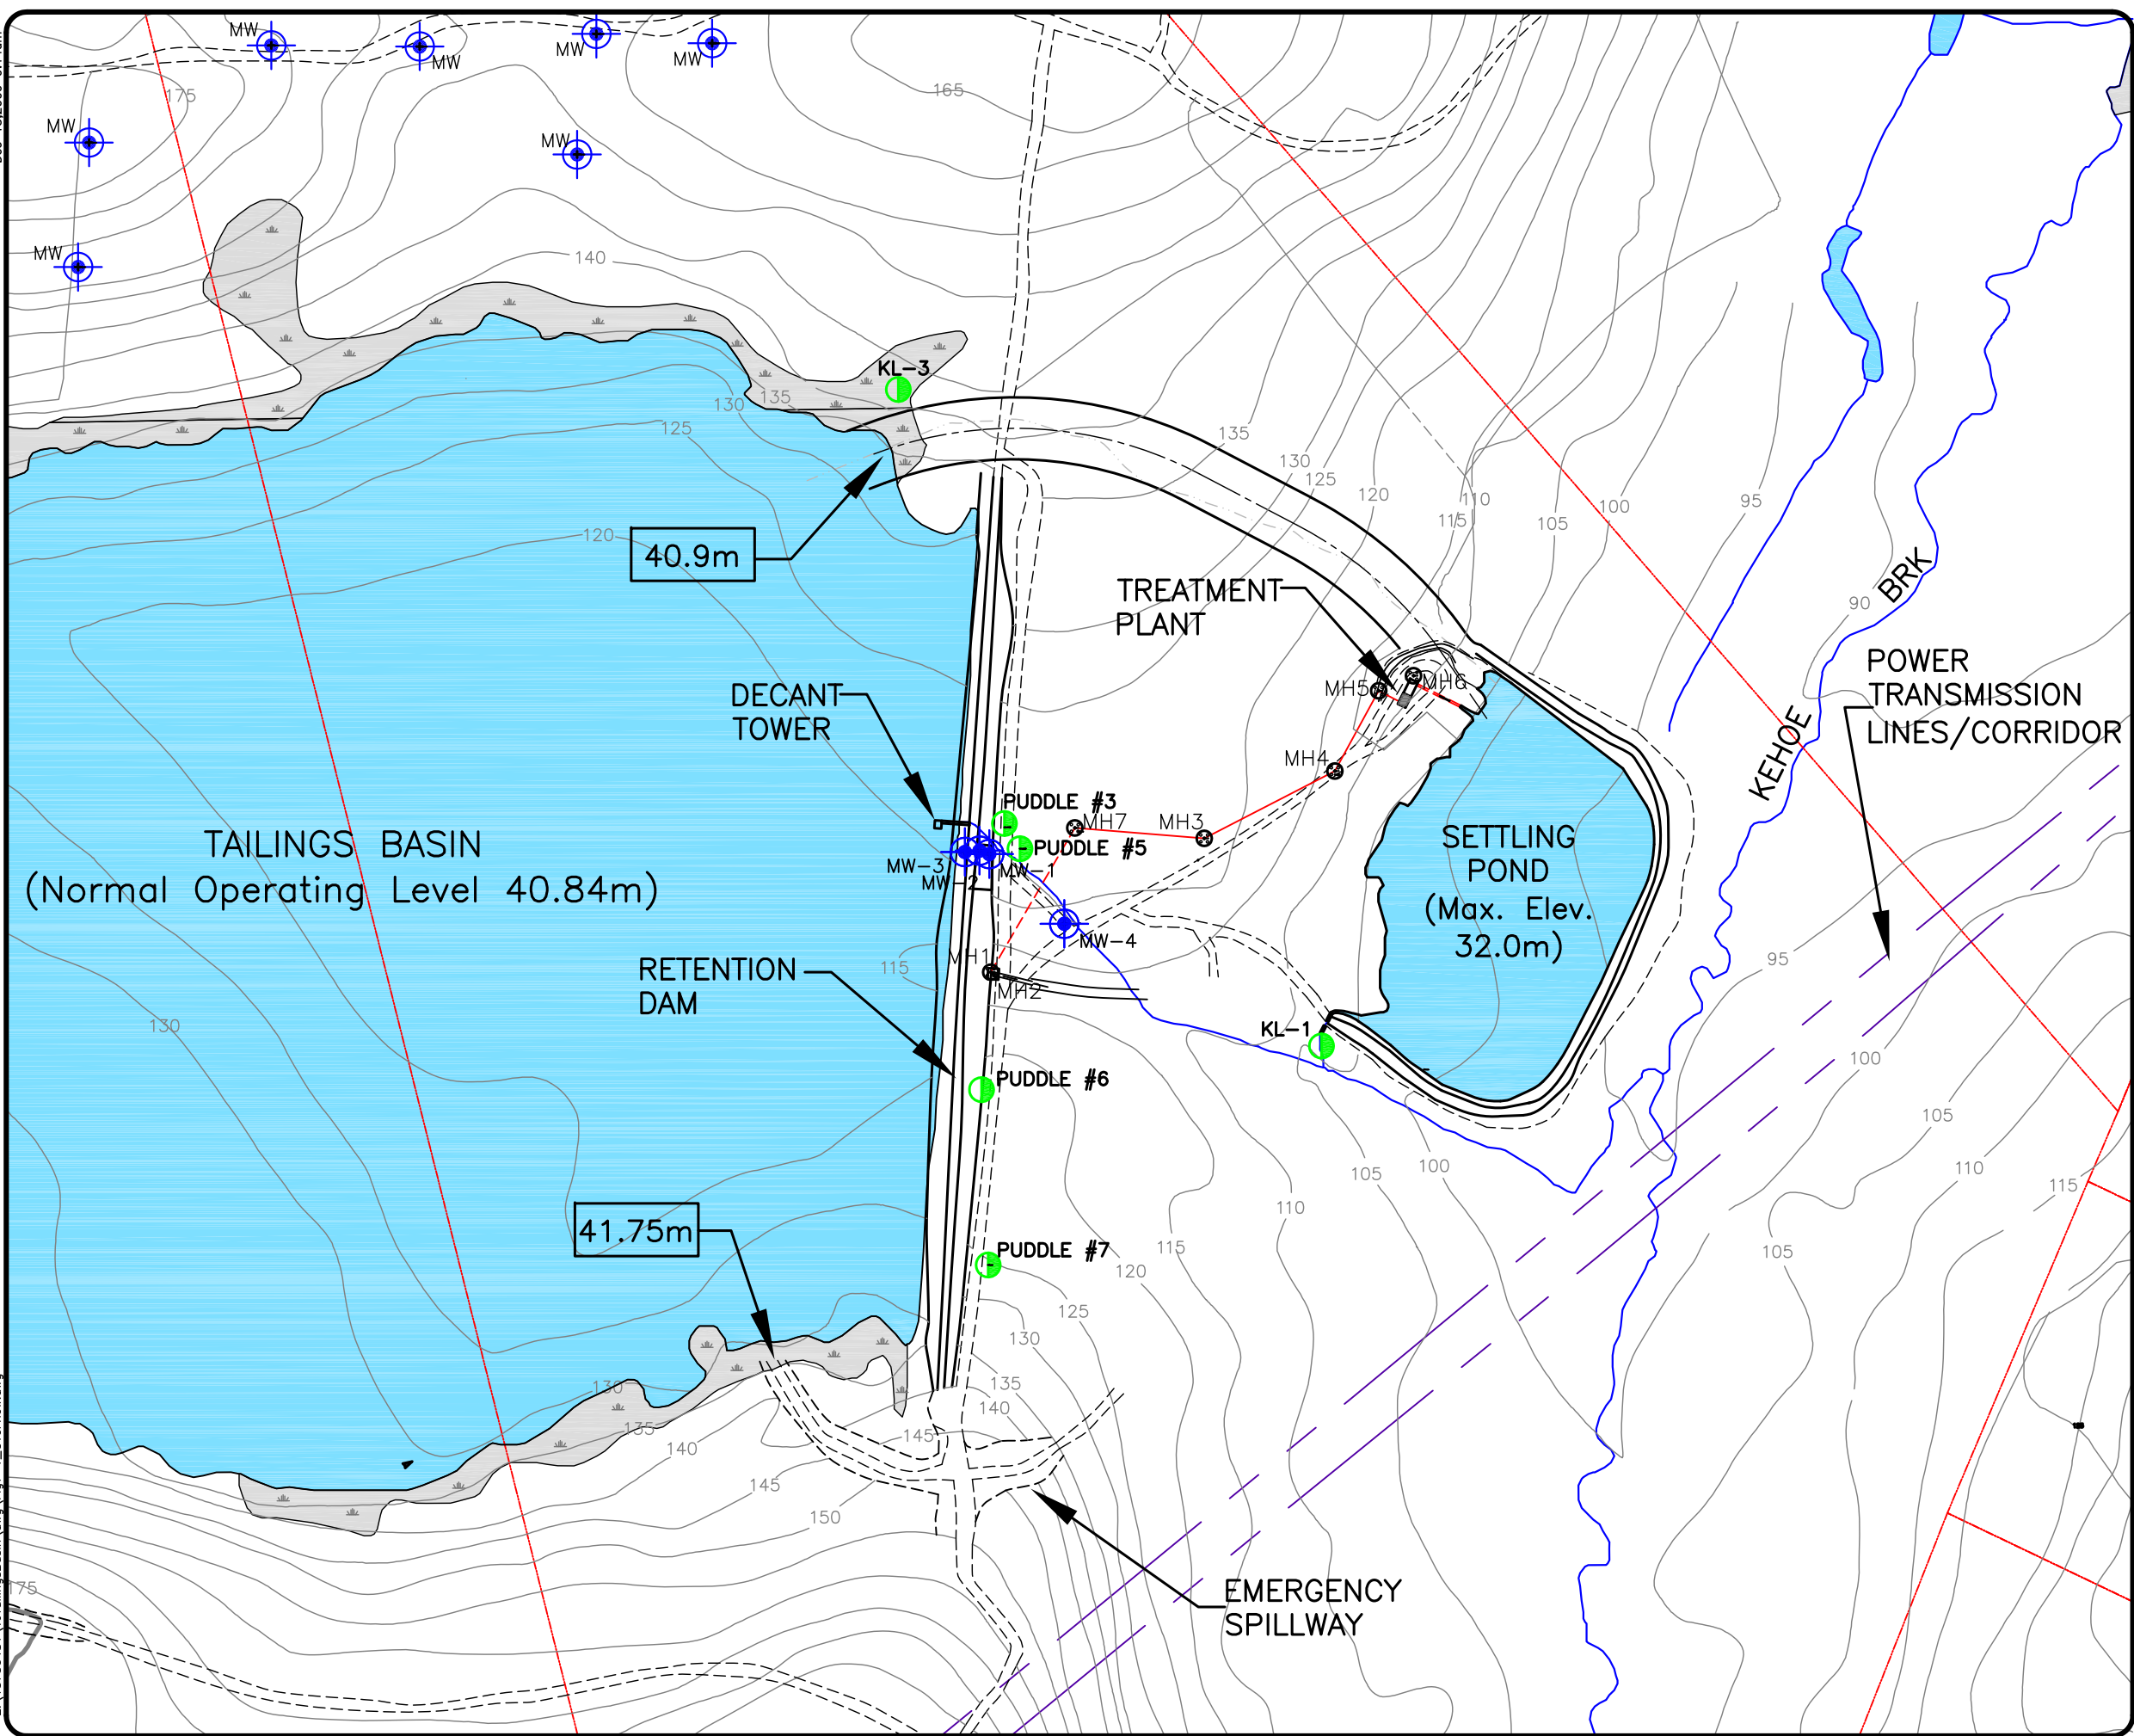 MW
MW
MW
MW
175
165
MW
MW
MW
140
KL-3
135
130
125
135
130
125
120
110
115
105
100
95
120
40.9m
TREATMENT
PLANT
90
KEHOE BRK
POWER
TRANSMISSION
LINES/CORRIDOR
DECANT
TOWER
MH5
MH6
MH4
PUDDLE #3
MH7
MH3
PUDDLE #5
TAILINGS BASIN
(Normal Operating Level 40.84m)
MW-3
MW-2
MW-1
SETTLING
POND
(Max. Elev.
32.0m)
MW-4
115
MH1
MH2
RETENTION
DAM
95
130
KL-1
100
PUDDLE #6
105
105
100
110
110
115
41.75m
115
105
PUDDLE #7
120
125
130
135
140
130
135
140
145
145
150
175
EMERGENCY
SPILLWAY